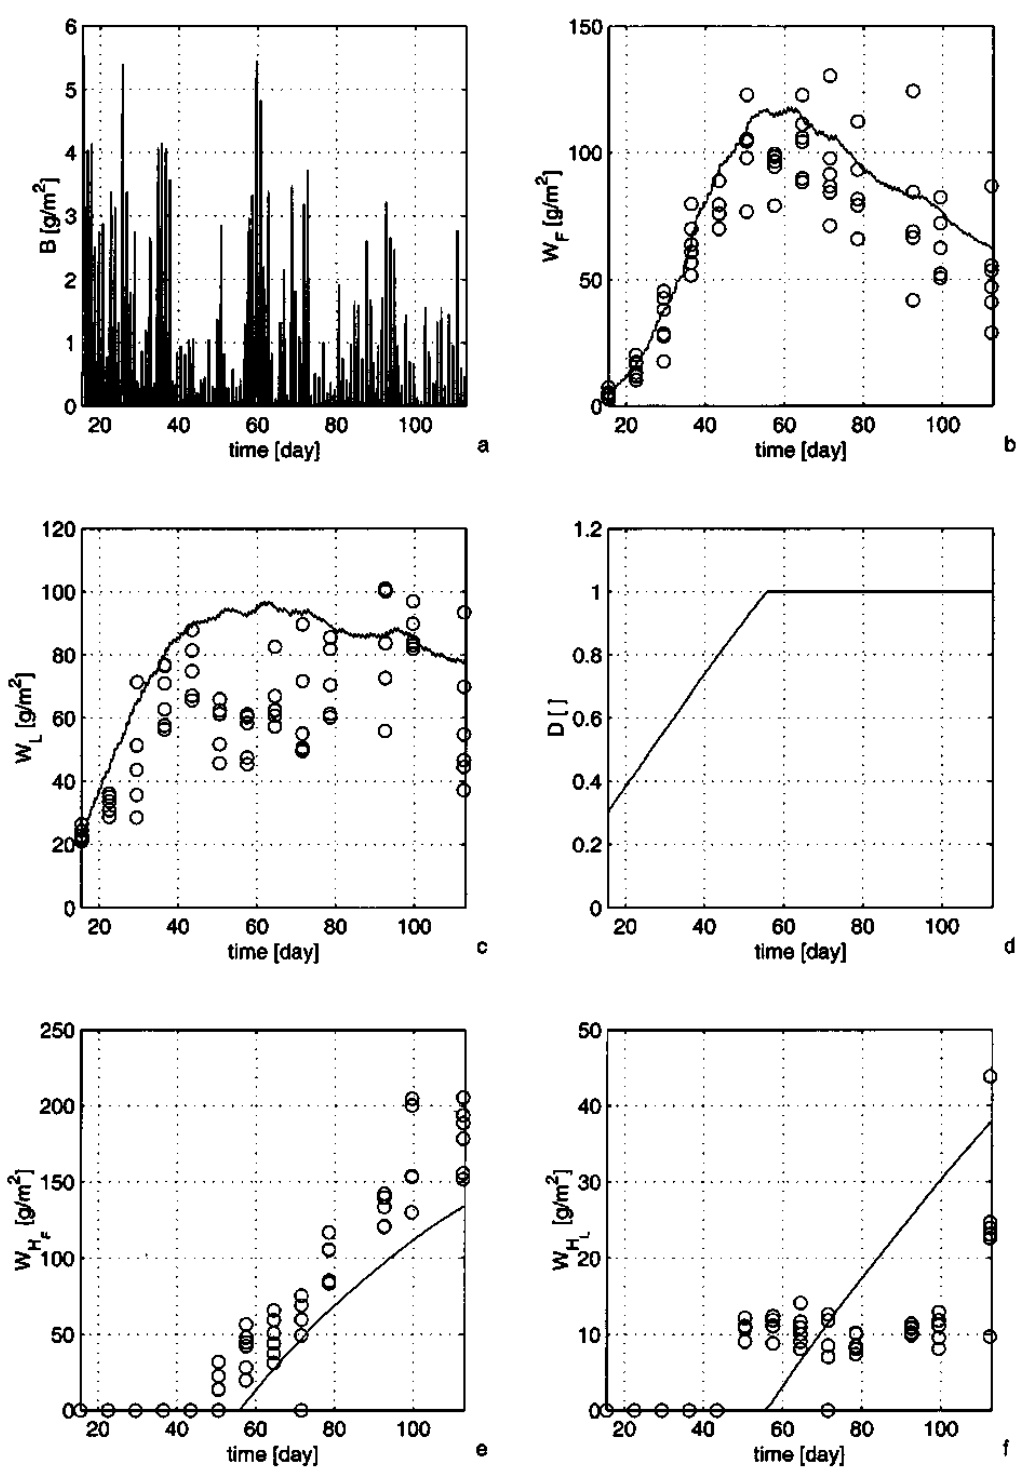 6
5
4
3
2
1
0
B [g/m²]
20 40 60 80 100
time [day]
a
150
100
50
0
W_F [g/m²]
20 40 60 80 100
time [day]
b
120
100
80
60
40
20
0
W_L [g/m²]
20 40 60 80 100
time [day]
c
1.2
1
0.8
0.6
0.4
0.2
0
D [ ]
20 40 60 80 100
time [day]
d
250
200
150
100
50
0
W_H_F [g/m²]
20 40 60 80 100
time [day]
e
50
40
30
20
10
0
W_H_L [g/m²]
20 40 60 80 100
time [day]
f